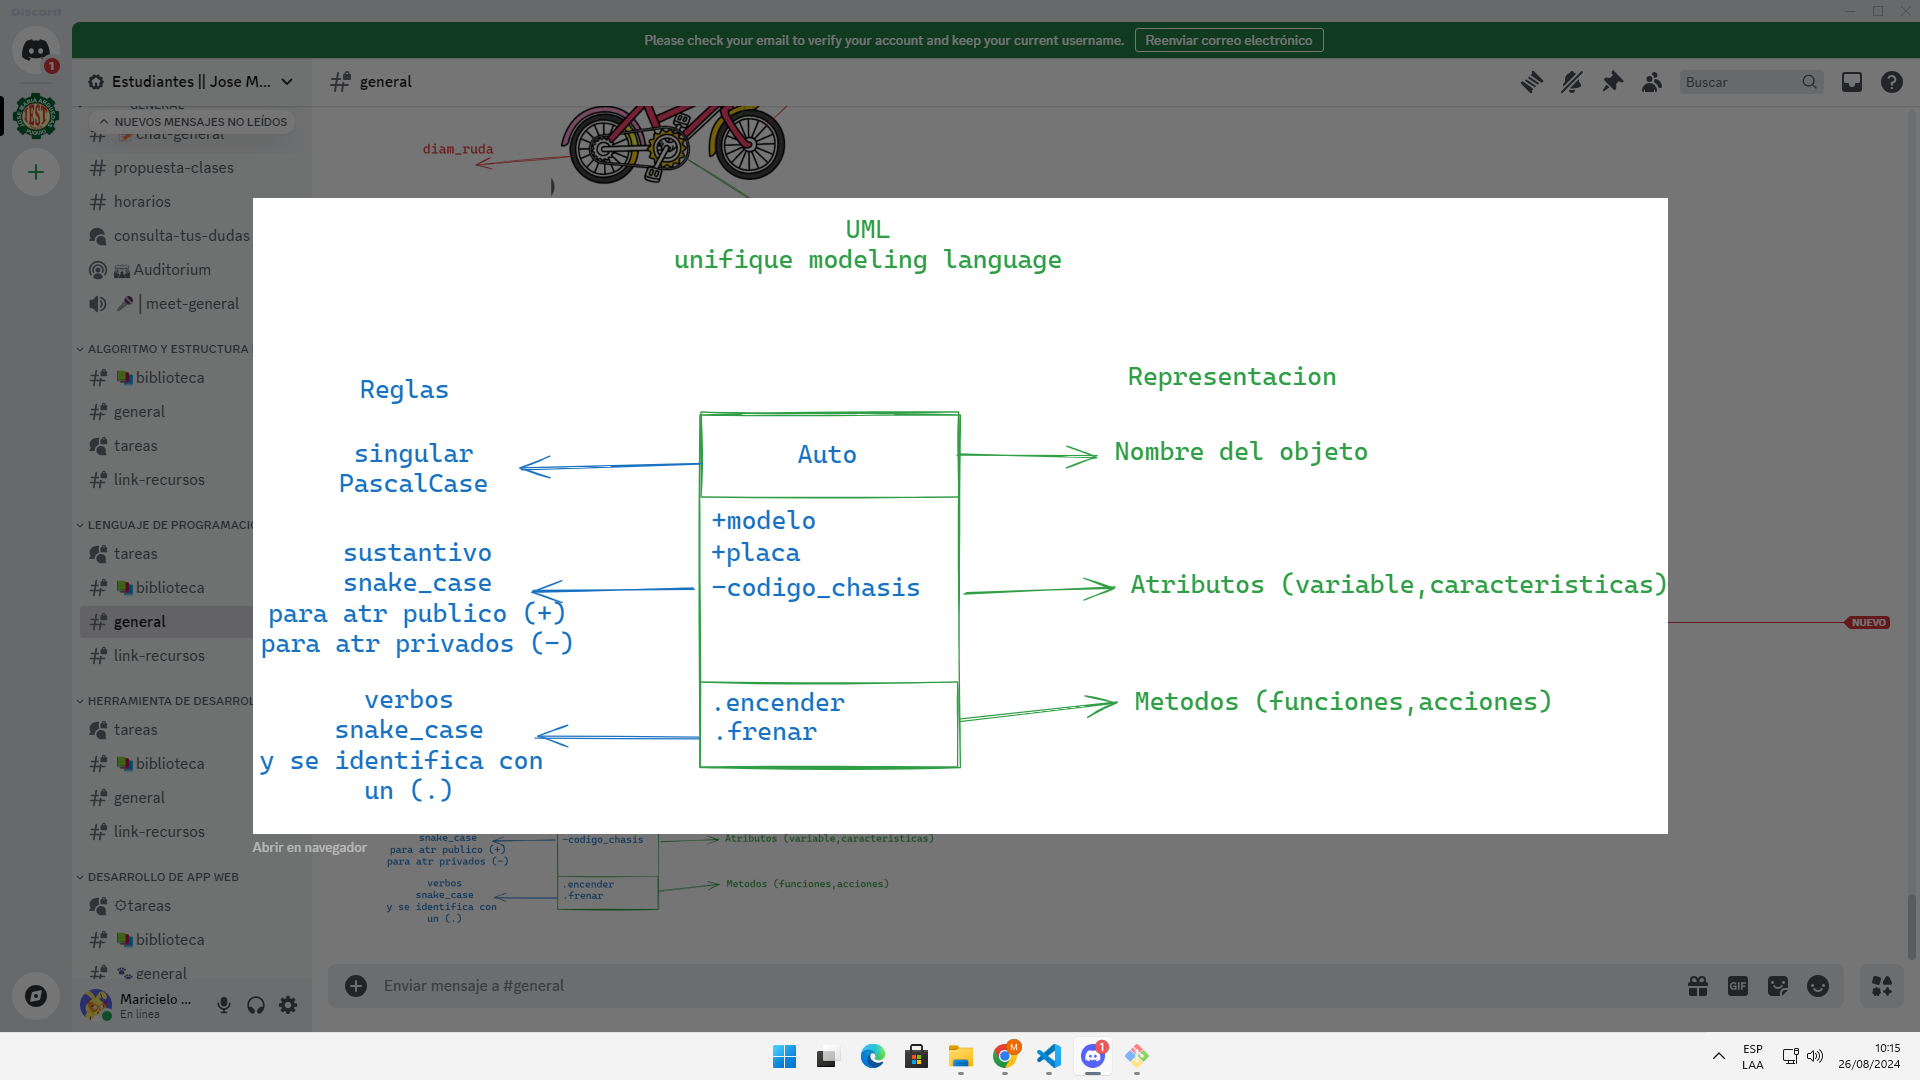 Discord
Please check your email to verify your account and keep your current username.
Reenviar correo electrónico
1
Estudiantes || Jose M...
general
Buscar
GENERAL
NUEVOS MENSAJES NO LEÍDOS
chat-general
propuesta-clases
horarios
consulta-tus-dudas
Auditorium
| meet-general
ALGORITMO Y ESTRUCTURA
biblioteca
general
tareas
link-recursos
LENGUAJE DE PROGRAMACIÓ
tareas
biblioteca
general
link-recursos
HERRAMIENTA DE DESARROL
tareas
biblioteca
general
link-recursos
DESARROLLO DE APP WEB
tareas
biblioteca
general
Maricielo ...
En línea
diam_ruda
UML
unifique modeling language
Reglas
Representacion
singular
PascalCase
Auto
Nombre del objeto
sustantivo
snake_case
para atr publico (+)
para atr privados (-)
+modelo
+placa
-codigo_chasis
Atributos (variable,caracteristicas)
verbos
snake_case
y se identifica con
un (.)
.encender
.frenar
Metodos (funciones,acciones)
NUEVO
Abrir en navegador
snake_case
para atr publico (+)
para atr privados (-)
-codigo_chasis
Atributos (variable,caracteristicas)
verbos
snake_case
y se identifica con
un (.)
.encender
.frenar
Metodos (funciones,acciones)
Enviar mensaje a #general
GIF
M
1
ESP
LAA
10:15
26/08/2024